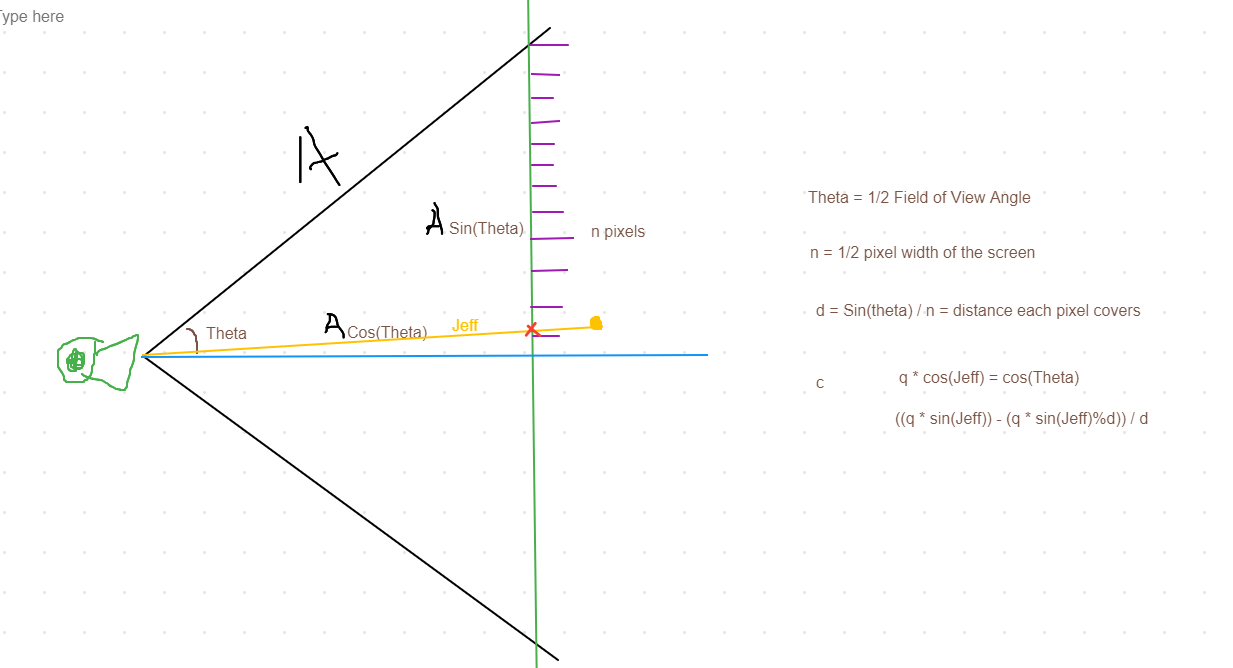 Type here
A
A Sin(Theta)
n pixels
Theta = 1/2 Field of View Angle
n = 1/2 pixel width of the screen
d = Sin(theta) / n = distance each pixel covers
Theta
A Cos(Theta)
Jeff
c
q * cos(Jeff) = cos(Theta)
((q * sin(Jeff)) - (q * sin(Jeff)%d)) / d